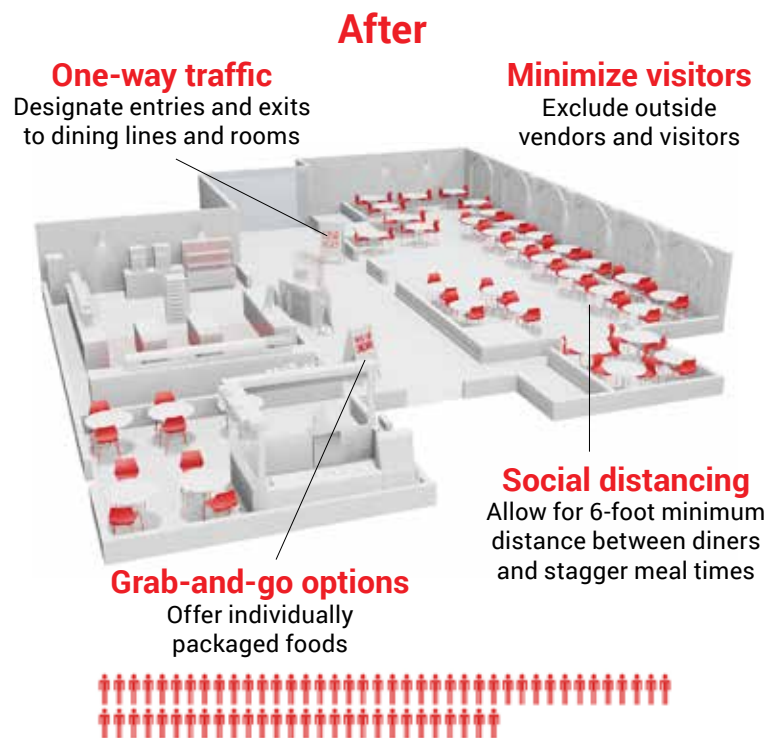 After
One-way traffic
Designate entries and exits
to dining lines and rooms
Minimize visitors
Exclude outside
vendors and visitors
Social distancing
Allow for 6-foot minimum
distance between diners
and stagger meal times
Grab-and-go options
Offer individually
packaged foods